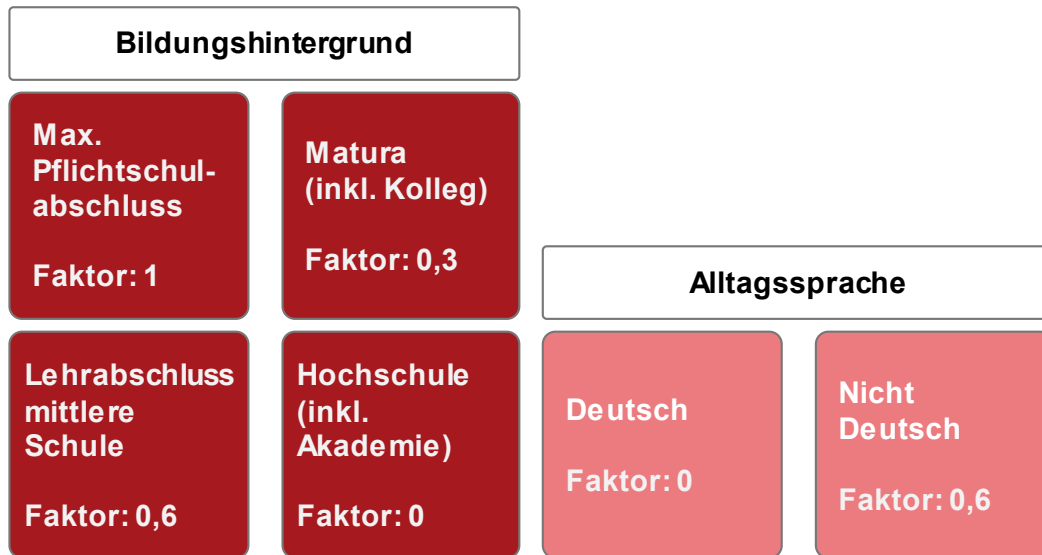 Bildungshintergrund
Max.
Pflichtschul-
abschluss
Faktor: 1
Matura
(inkl. Kolleg)
Faktor: 0,3
Lehrabschluss
mittlere
Schule
Faktor: 0,6
Hochschule
(inkl.
Akademie)
Faktor: 0
Alltagssprache
Deutsch
Faktor: 0
Nicht
Deutsch
Faktor: 0,6